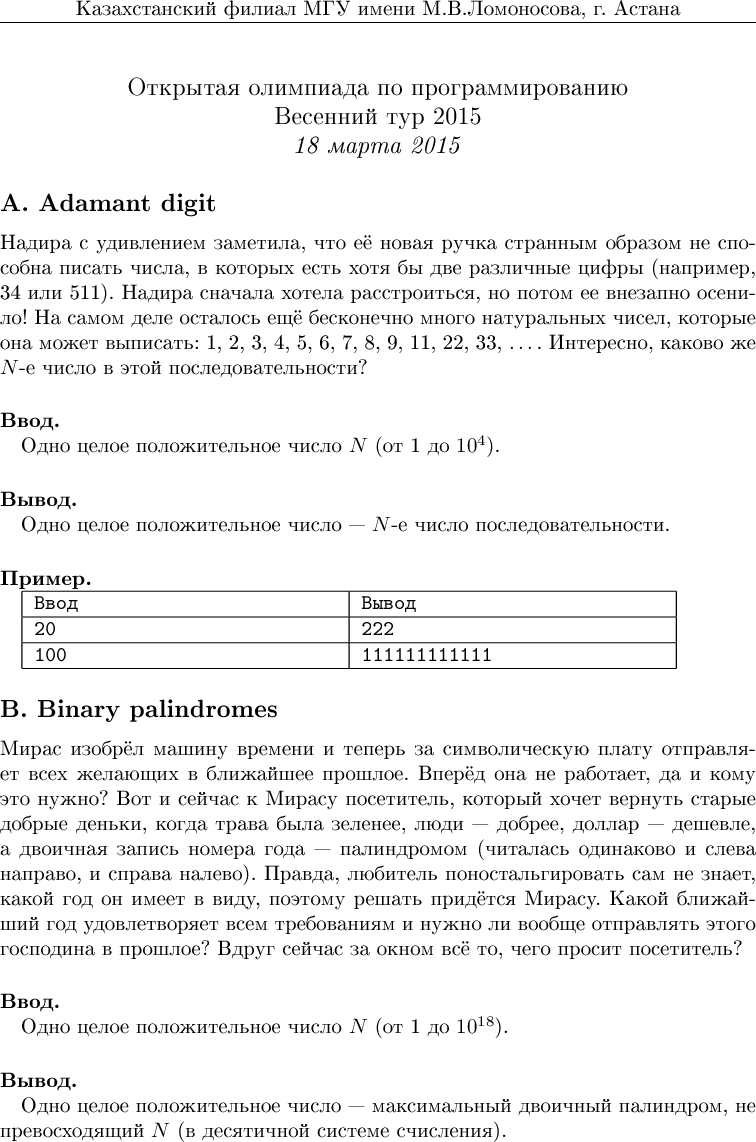 Казахстанский филиал МГУ имени М.В.Ломоносова, г. Астана
Открытая олимпиада по программированию
Весенний тур 2015
18 марта 2015
A. Adamant digit
Надира с удивлением заметила, что её новая ручка странным образом не спо-
собна писать числа, в которых есть хотя бы две различные цифры (например,
34 или 511). Надира сначала хотела расстроиться, но потом ее внезапно осени-
ло! На самом деле осталось ещё бесконечно много натуральных чисел, которые
она может выписать: 1, 2, 3, 4, 5, 6, 7, 8, 9, 11, 22, 33, .... Интересно, каково же
N-е число в этой последовательности?
Ввод.
Одно целое положительное число N (от 1 до 10⁴).
Вывод.
Одно целое положительное число — N-е число последовательности.
Пример.
Ввод Вывод
20 222
100 111111111111
B. Binary palindromes
Мирас изобрёл машину времени и теперь за символическую плату отправля-
ет всех желающих в ближайшее прошлое. Вперёд она не работает, да и кому
это нужно? Вот и сейчас к Мирасу посетитель, который хочет вернуть старые
добрые деньки, когда трава была зеленее, люди — добрее, доллар — дешевле,
а двоичная запись номера года — палиндромом (читалась одинаково и слева
направо, и справа налево). Правда, любитель поностальгировать сам не знает,
какой год он имеет в виду, поэтому решать придётся Мирасу. Какой ближай-
ший год удовлетворяет всем требованиям и нужно ли вообще отправлять этого
господина в прошлое? Вдруг сейчас за окном всё то, чего просит посетитель?
Ввод.
Одно целое положительное число N (от 1 до 10¹⁸).
Вывод.
Одно целое положительное число — максимальный двоичный палиндром, не
превосходящий N (в десятичной системе счисления).